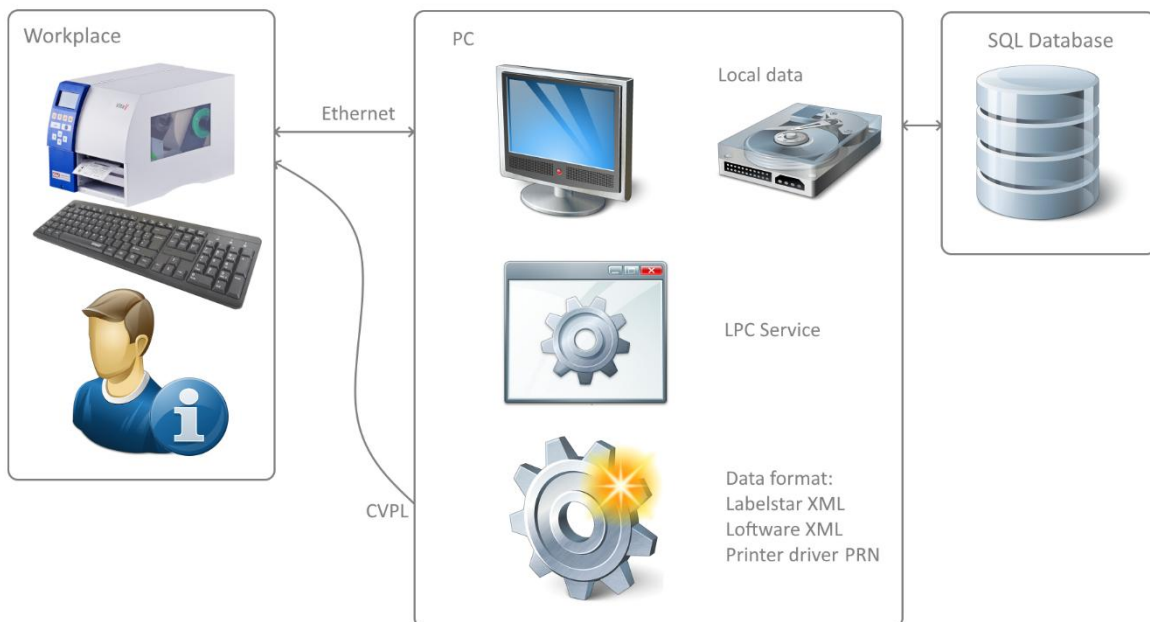 Workplace
Ethernet
CVPL
PC
Local data
LPC Service
Data format:
Labelstar XML
Loftware XML
Printer driver PRN
SQL Database